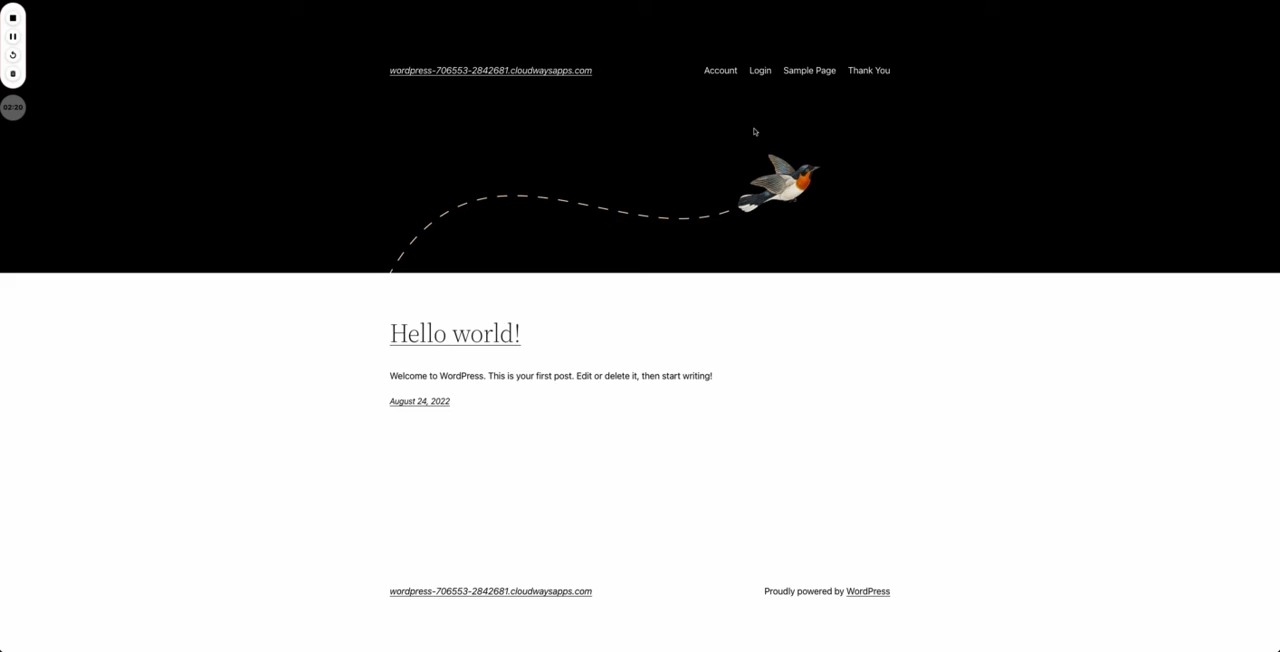 wordpress-706553-2842681.cloudwaysapps.com
Account Login Sample Page Thank You
02:20
Hello world!
Welcome to WordPress. This is your first post. Edit or delete it, then start writing!
August 24, 2022
wordpress-706553-2842681.cloudwaysapps.com
Proudly powered by WordPress